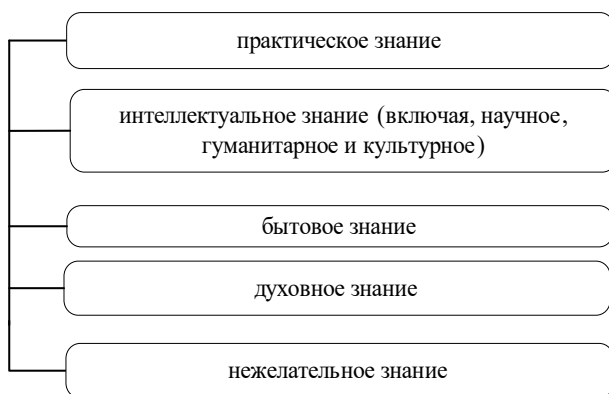 практическое знание
интеллектуальное знание (включая, научное,
гуманитарное и культурное)
бытовое знание
духовное знание
нежелательное знание